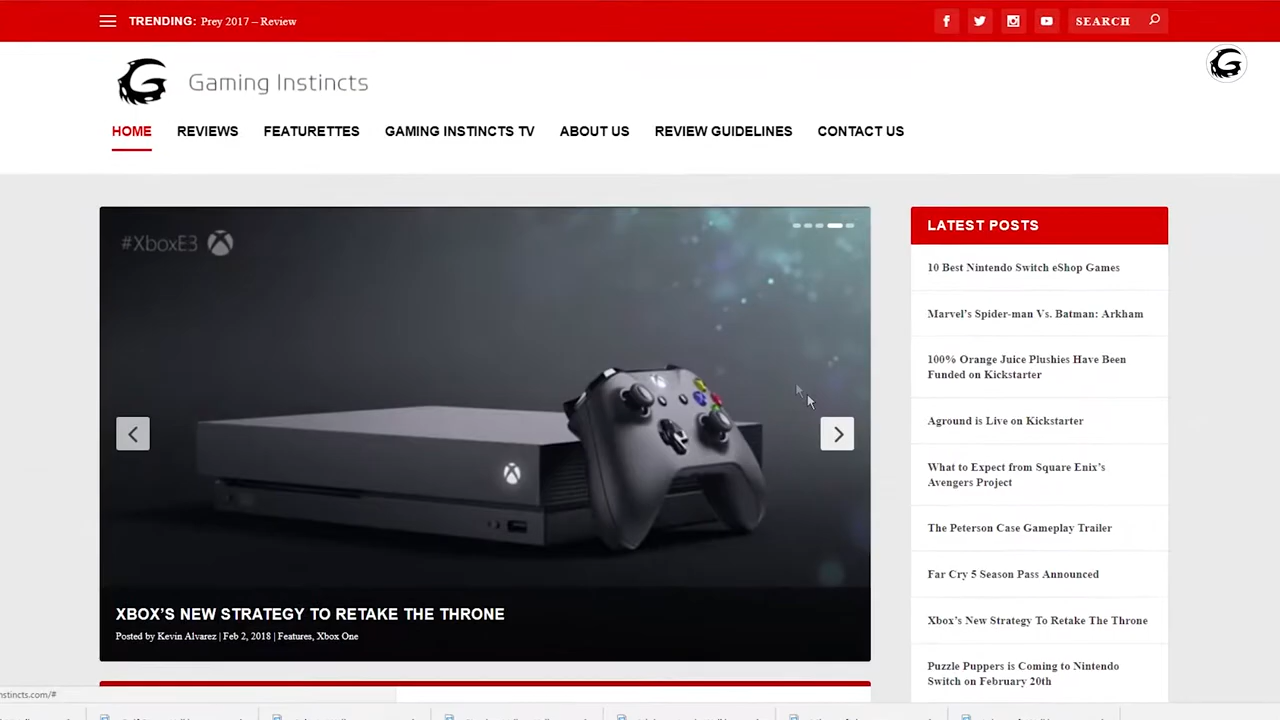 TRENDING: Prey 2017 – Review
SEARCH
Gaming Instincts
HOME REVIEWS FEATURETTES GAMING INSTINCTS TV ABOUT US REVIEW GUIDELINES CONTACT US
#XboxE3
XBOX'S NEW STRATEGY TO RETAKE THE THRONE
Posted by Kevin Alvarez | Feb 2, 2018 | Features, Xbox One
LATEST POSTS
10 Best Nintendo Switch eShop Games
Marvel's Spider-man Vs. Batman: Arkham
100% Orange Juice Plushies Have Been
Funded on Kickstarter
Aground is Live on Kickstarter
What to Expect from Square Enix's
Avengers Project
The Peterson Case Gameplay Trailer
Far Cry 5 Season Pass Announced
Xbox's New Strategy To Retake The Throne
Puzzle Puppers is Coming to Nintendo
Switch on February 20th
nstincts.com/#